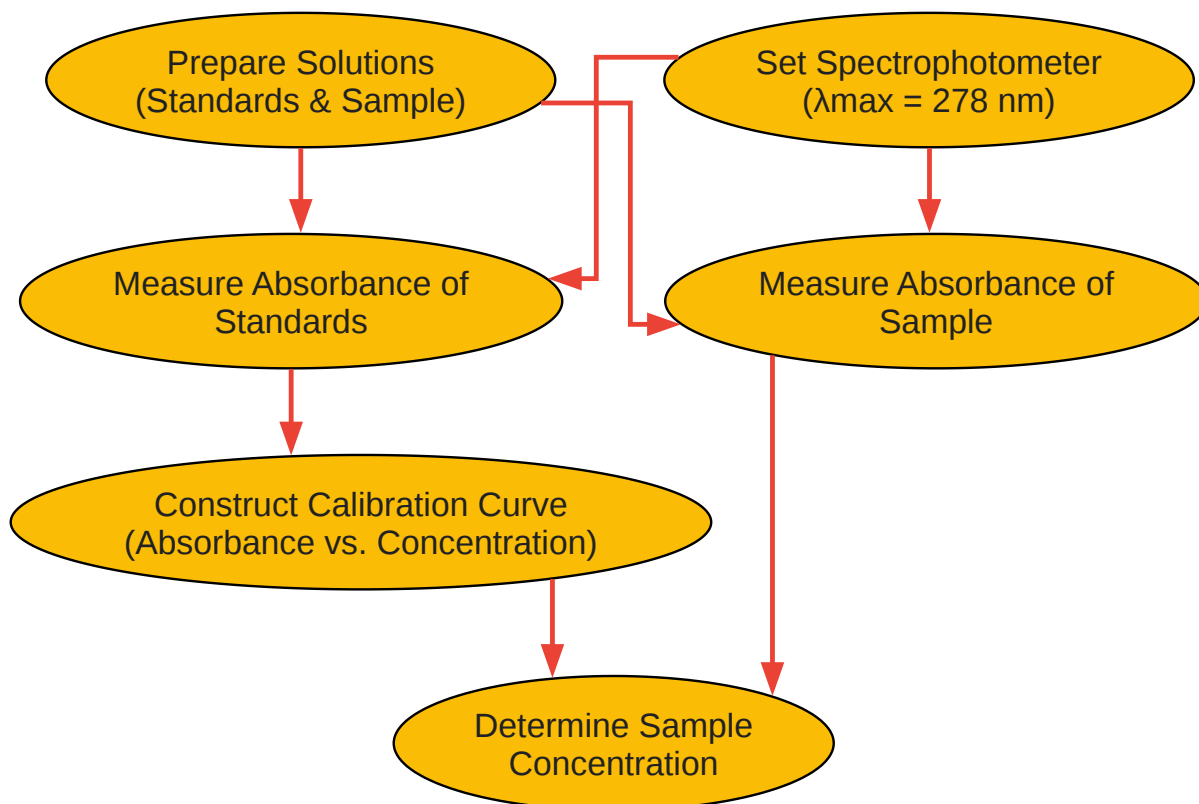 Prepare Solutions
(Standards & Sample)
Set Spectrophotometer
(λmax = 278 nm)
Measure Absorbance of
Standards
Measure Absorbance of
Sample
Construct Calibration Curve
(Absorbance vs. Concentration)
Determine Sample
Concentration